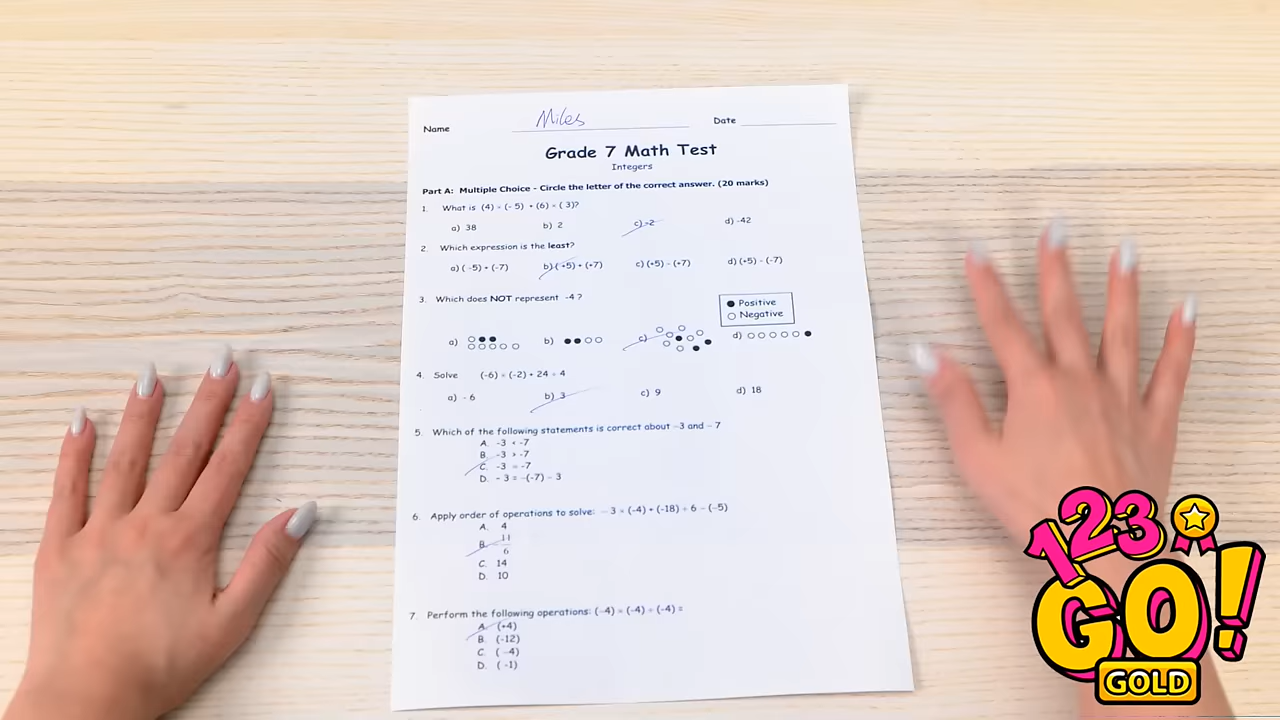 Name Miles Date
Grade 7 Math Test
Integers
Part A: Multiple Choice - Circle the letter of the correct answer. (20 marks)
1. What is (4) × (- 5) + (6) × ( 3)?
a) 38 b) 2 c) -2 d) -42
2. Which expression is the least?
a) ( -5) + (-7) b) ( +5) + (+7) c) (+5) - (+7) d) (+5) - (-7)
3. Which does NOT represent -4 ?
Positive
Negative
a) b) c) d)
4. Solve (-6) ÷ (-2) + 24 ÷ 4
a) - 6 b) 3 c) 9 d) 18
5. Which of the following statements is correct about -3 and - 7
A. -3 < -7
B. -3 > -7
C. -3 = -7
D. - 3 = -(-7) - 3
6. Apply order of operations to solve: - 3 × (-4) + (-18) ÷ 6 - (-5)
A. 4
B. 11
6
C. 14
D. 10
7. Perform the following operations: (-4) × (-4) ÷ (-4) =
A. (+4)
B. (-12)
C. ( -4)
D. ( -1)
123
GO!
GOLD